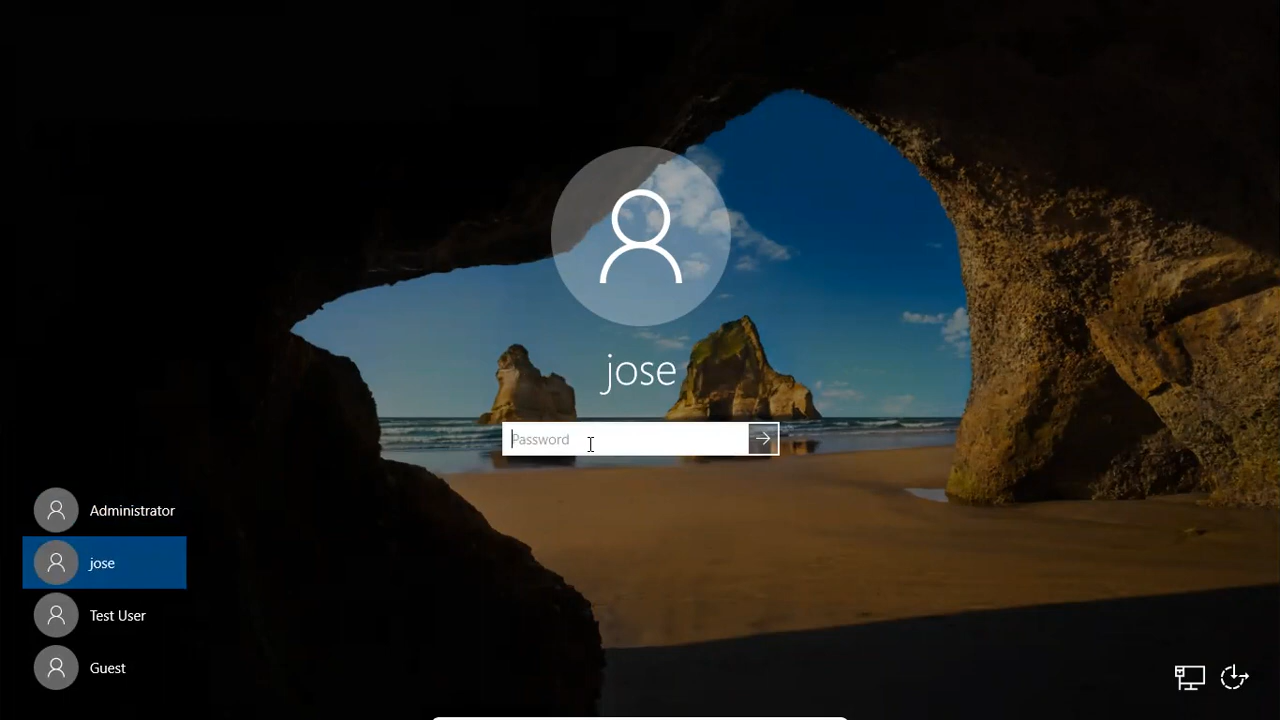 jose
Password
Administrator
jose
Test User
Guest